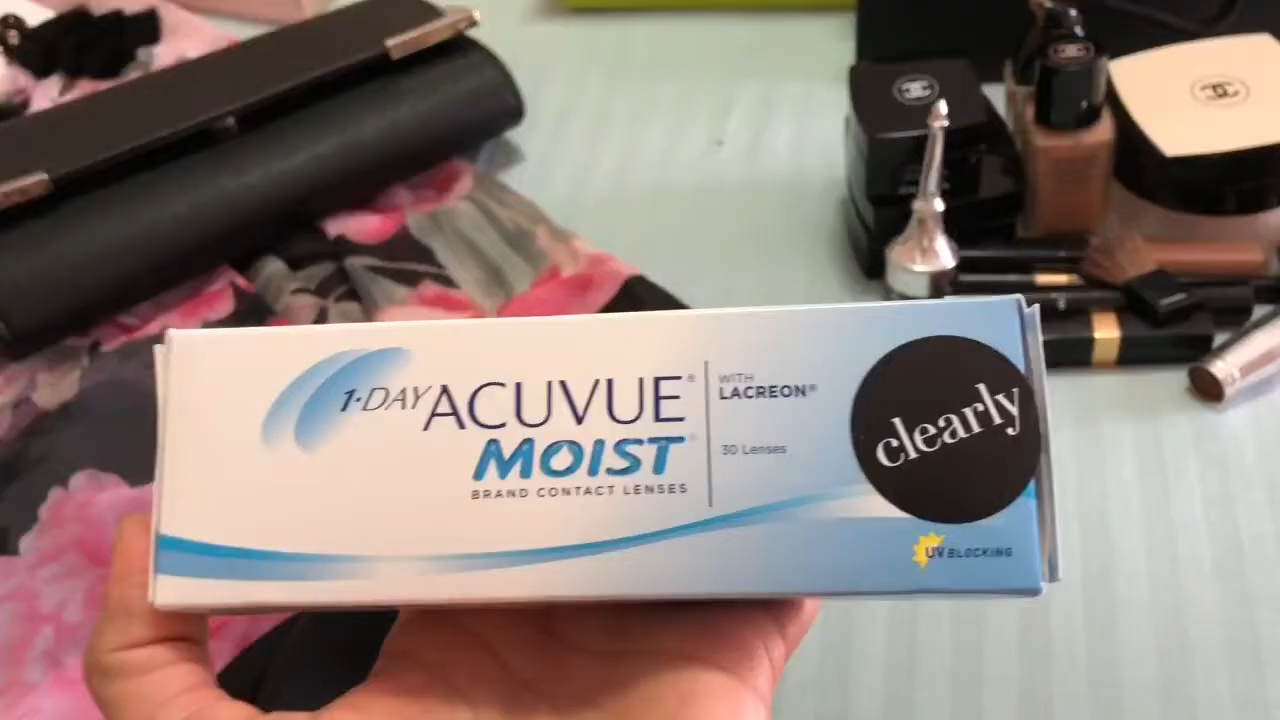 1·DAY ACUVUE®
MOIST®
BRAND CONTACT LENSES
WITH
LACREON®
30 Lenses
clearly
UV BLOCKING